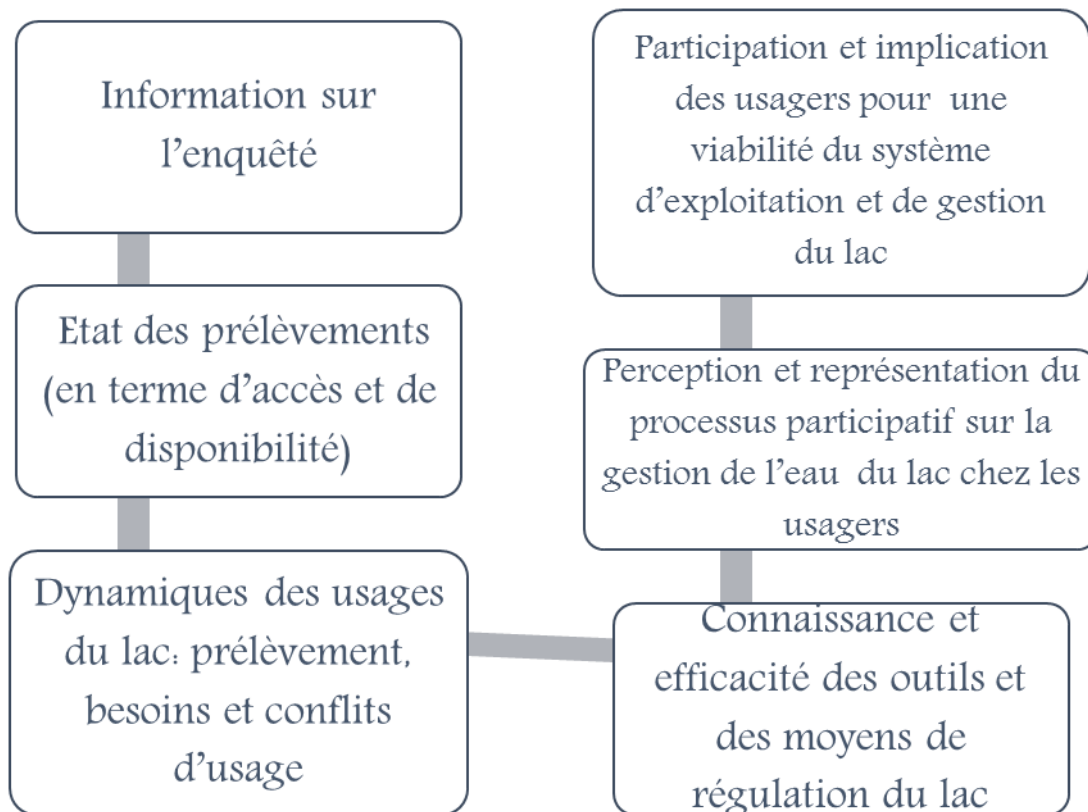 Information sur
l'enquêté
Etat des prélèvements
(en terme d'accès et de
disponibilité)
Dynamiques des usages
du lac: prélèvement,
besoins et conflits
d'usage
Connaissance et
efficacité des outils et
des moyens de
régulation du lac
Perception et représentation du
processus participatif sur la
gestion de l'eau du lac chez les
usagers
Participation et implication
des usagers pour une
viabilité du système
d'exploitation et de gestion
du lac